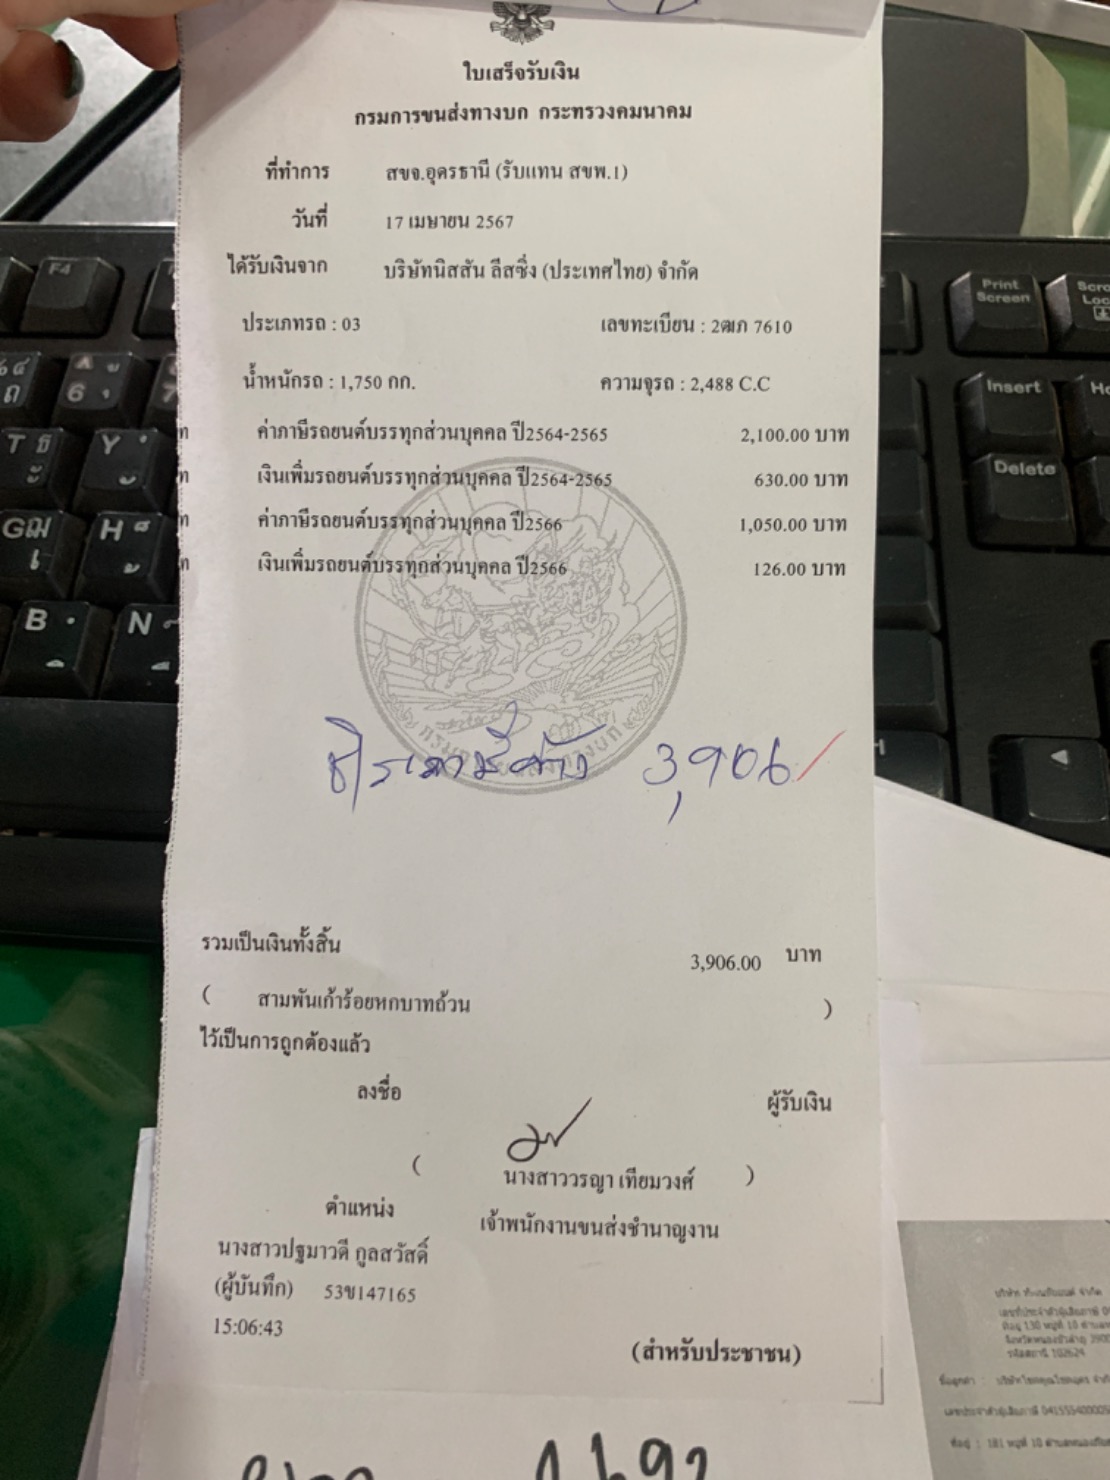 ใบเสร็จรับเงิน
กรมการขนส่งทางบก กระทรวงคมนาคม
ที่ทำการ สขจ.อุดรธานี (รับแทน สขพ.1)
วันที่ 17 เมษายน 2567
ได้รับเงินจาก บริษัทนิสสัน ลีสซิ่ง (ประเทศไทย) จำกัด
ประเภทรถ : 03 เลขทะเบียน : 2ฒภ 7610
น้ำหนักรถ : 1,750 กก. ความจุรถ : 2,488 C.C
ค่าภาษีรถยนต์บรรทุกส่วนบุคคล ปี2564-2565 2,100.00 บาท
เงินเพิ่มรถยนต์บรรทุกส่วนบุคคล ปี2564-2565 630.00 บาท
ค่าภาษีรถยนต์บรรทุกส่วนบุคคล ปี2566 1,050.00 บาท
เงินเพิ่มรถยนต์บรรทุกส่วนบุคคล ปี2566 126.00 บาท
3,906
รวมเป็นเงินทั้งสิ้น 3,906.00 บาท
( สามพันเก้าร้อยหกบาทถ้วน )
ไว้เป็นการถูกต้องแล้ว
ลงชื่อ ผู้รับเงิน
( นางสาววรญา เทียมวงศ์ )
ตำแหน่ง เจ้าพนักงานขนส่งชำนาญงาน
นางสาวปฐมาวดี กูลสวัสดิ์
(ผู้บันทึก) 53ข147165
15:06:43
(สำหรับประชาชน)
F4
Print Screen
Insert
Delete
6
T
Y
G
H
B
N